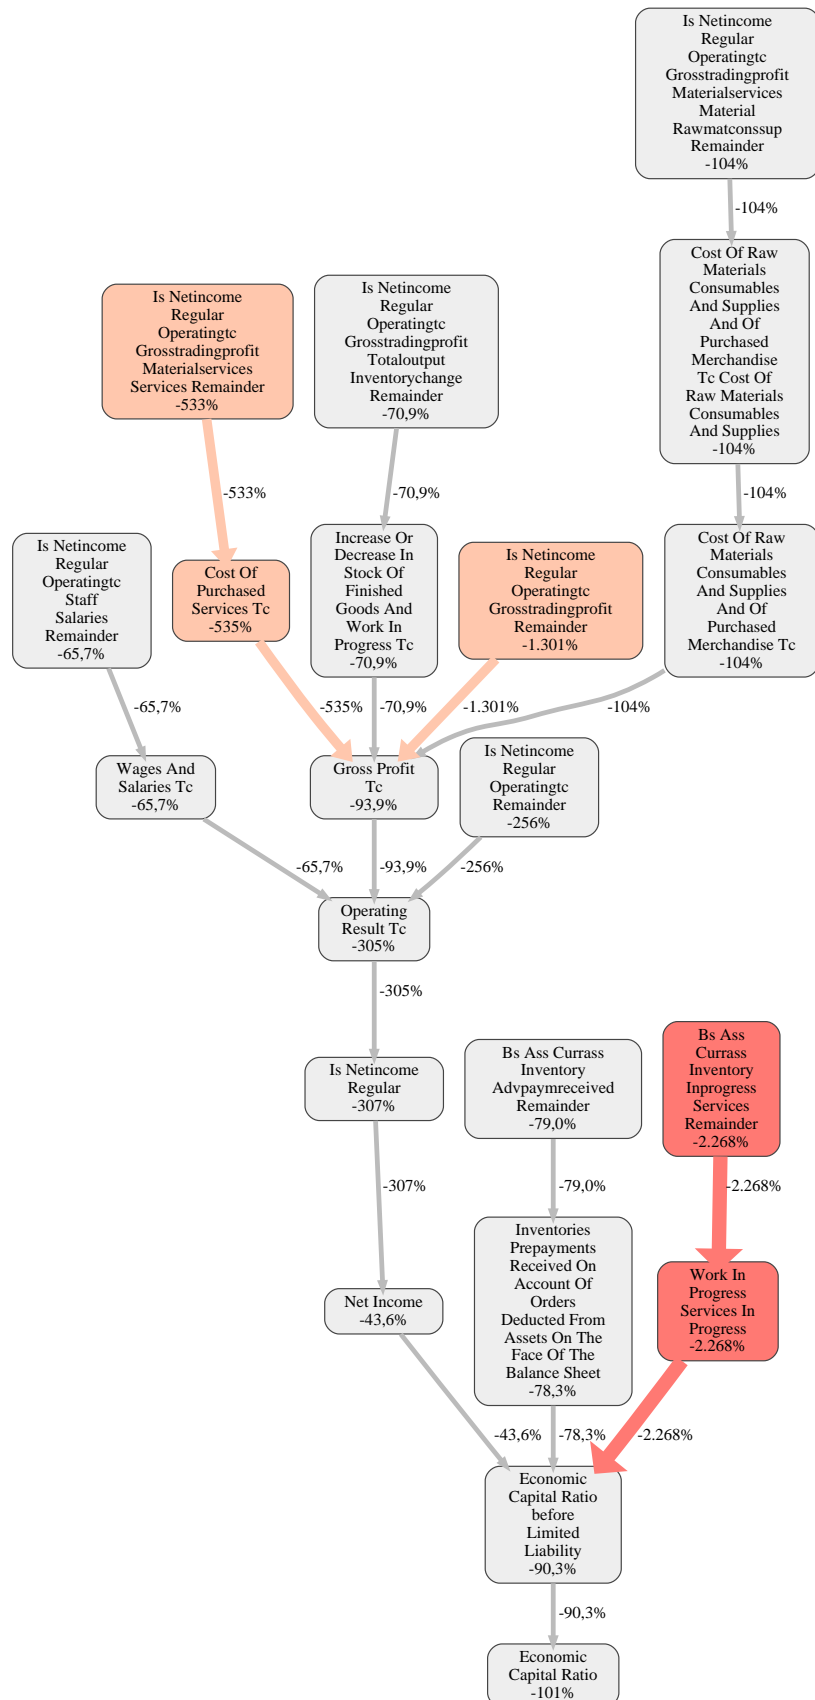 Is Netincome
Regular
Operatingtc
Grosstradingprofit
Materialservices
Material
Rawmatconssup
Remainder
-104%
-104%
Cost Of Raw
Materials
Consumables
And Supplies
And Of
Purchased
Merchandise
Tc Cost Of
Raw Materials
Consumables
And Supplies
-104%
Is Netincome
Regular
Operatingtc
Grosstradingprofit
Materialservices
Services Remainder
-533%
Is Netincome
Regular
Operatingtc
Grosstradingprofit
Totaloutput
Inventorychange
Remainder
-70,9%
-533%
-70,9%
-104%
Is Netincome
Regular
Operatingtc
Staff
Salaries
Remainder
-65,7%
Cost Of
Purchased
Services Tc
-535%
Increase Or
Decrease In
Stock Of
Finished
Goods And
Work In
Progress Tc
-70,9%
Is Netincome
Regular
Operatingtc
Grosstradingprofit
Remainder
-1.301%
Cost Of Raw
Materials
Consumables
And Supplies
And Of
Purchased
Merchandise Tc
-104%
-65,7%
-535%
-70,9%
-1.301%
-104%
Wages And
Salaries Tc
-65,7%
Gross Profit
Tc
-93,9%
Is Netincome
Regular
Operatingtc
Remainder
-256%
-65,7%
-93,9%
-256%
Operating
Result Tc
-305%
-305%
Is Netincome
Regular
-307%
Bs Ass Currass
Inventory
Advpaymreceived
Remainder
-79,0%
Bs Ass
Currass
Inventory
Inprogress
Services
Remainder
-2.268%
-307%
-79,0%
-2.268%
Net Income
-43,6%
Inventories
Prepayments
Received On
Account Of
Orders
Deducted From
Assets On The
Face Of The
Balance Sheet
-78,3%
Work In
Progress
Services In
Progress
-2.268%
-43,6%
-78,3%
-2.268%
Economic
Capital Ratio
before
Limited
Liability
-90,3%
-90,3%
Economic
Capital Ratio
-101%